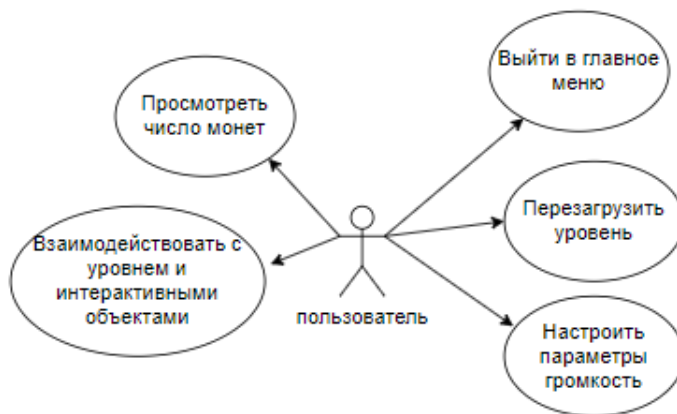 Выйти в главное
меню
Просмотреть
число монет
Перезагрузить
уровень
Взаимодействовать с
уровнем и
интерактивными
объектами
пользователь
Настроить
параметры
громкость